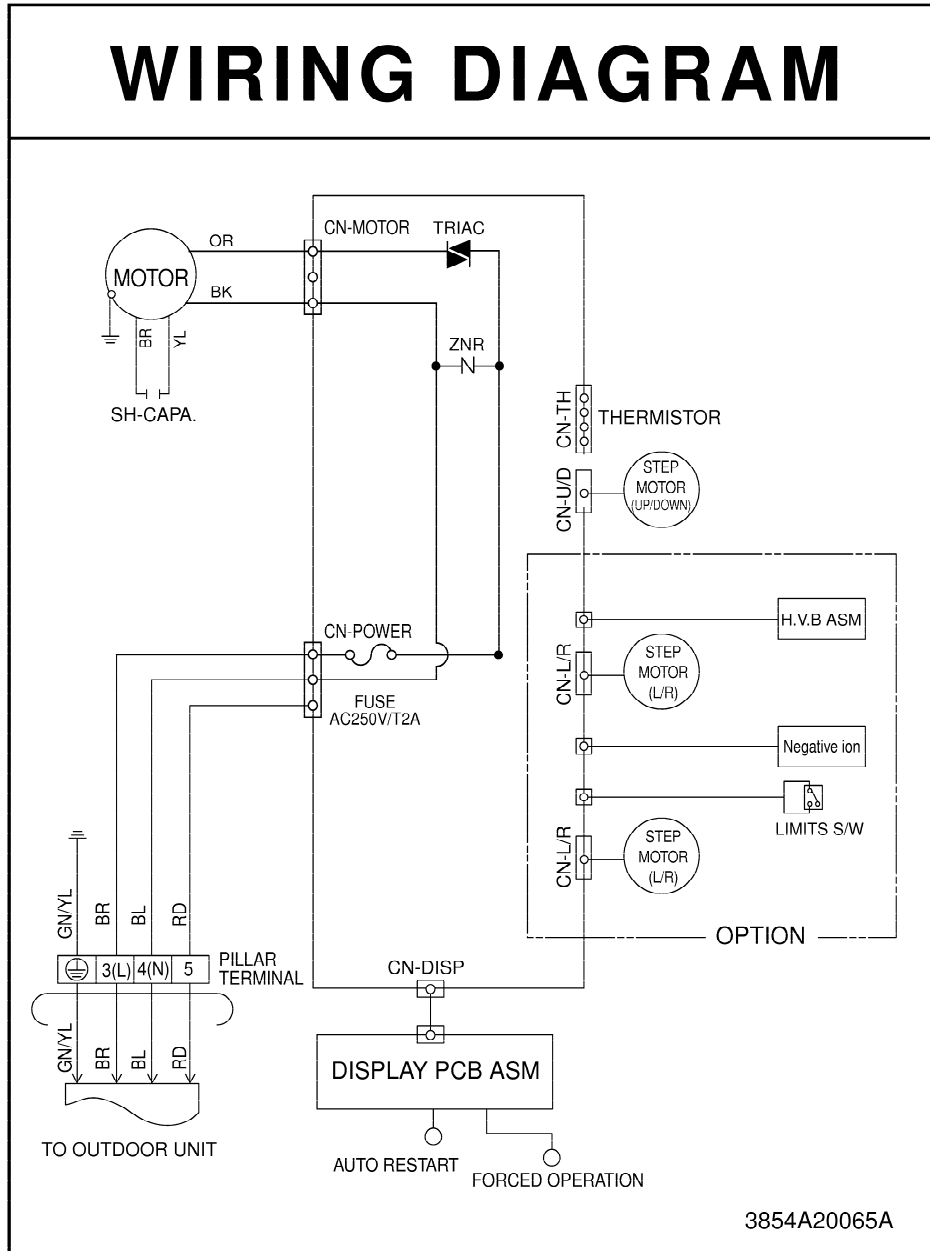 WIRING DIAGRAM
CN-MOTOR
TRIAC
OR
MOTOR
BK
BR
YL
SH-CAPA.
ZNR
CN-TH
THERMISTOR
CN-U/D
STEP
MOTOR
(UP/DOWN)
H.V.B ASM
CN-L/R
STEP
MOTOR
(L/R)
Negative ion
LIMITS S/W
CN-L/R
STEP
MOTOR
(L/R)
OPTION
CN-POWER
FUSE
AC250V/T2A
GN/YL
BR
BL
RD
3(L)
4(N)
5
PILLAR
TERMINAL
GN/YL
BR
BL
RD
TO OUTDOOR UNIT
CN-DISP
DISPLAY PCB ASM
AUTO RESTART
FORCED OPERATION
3854A20065A